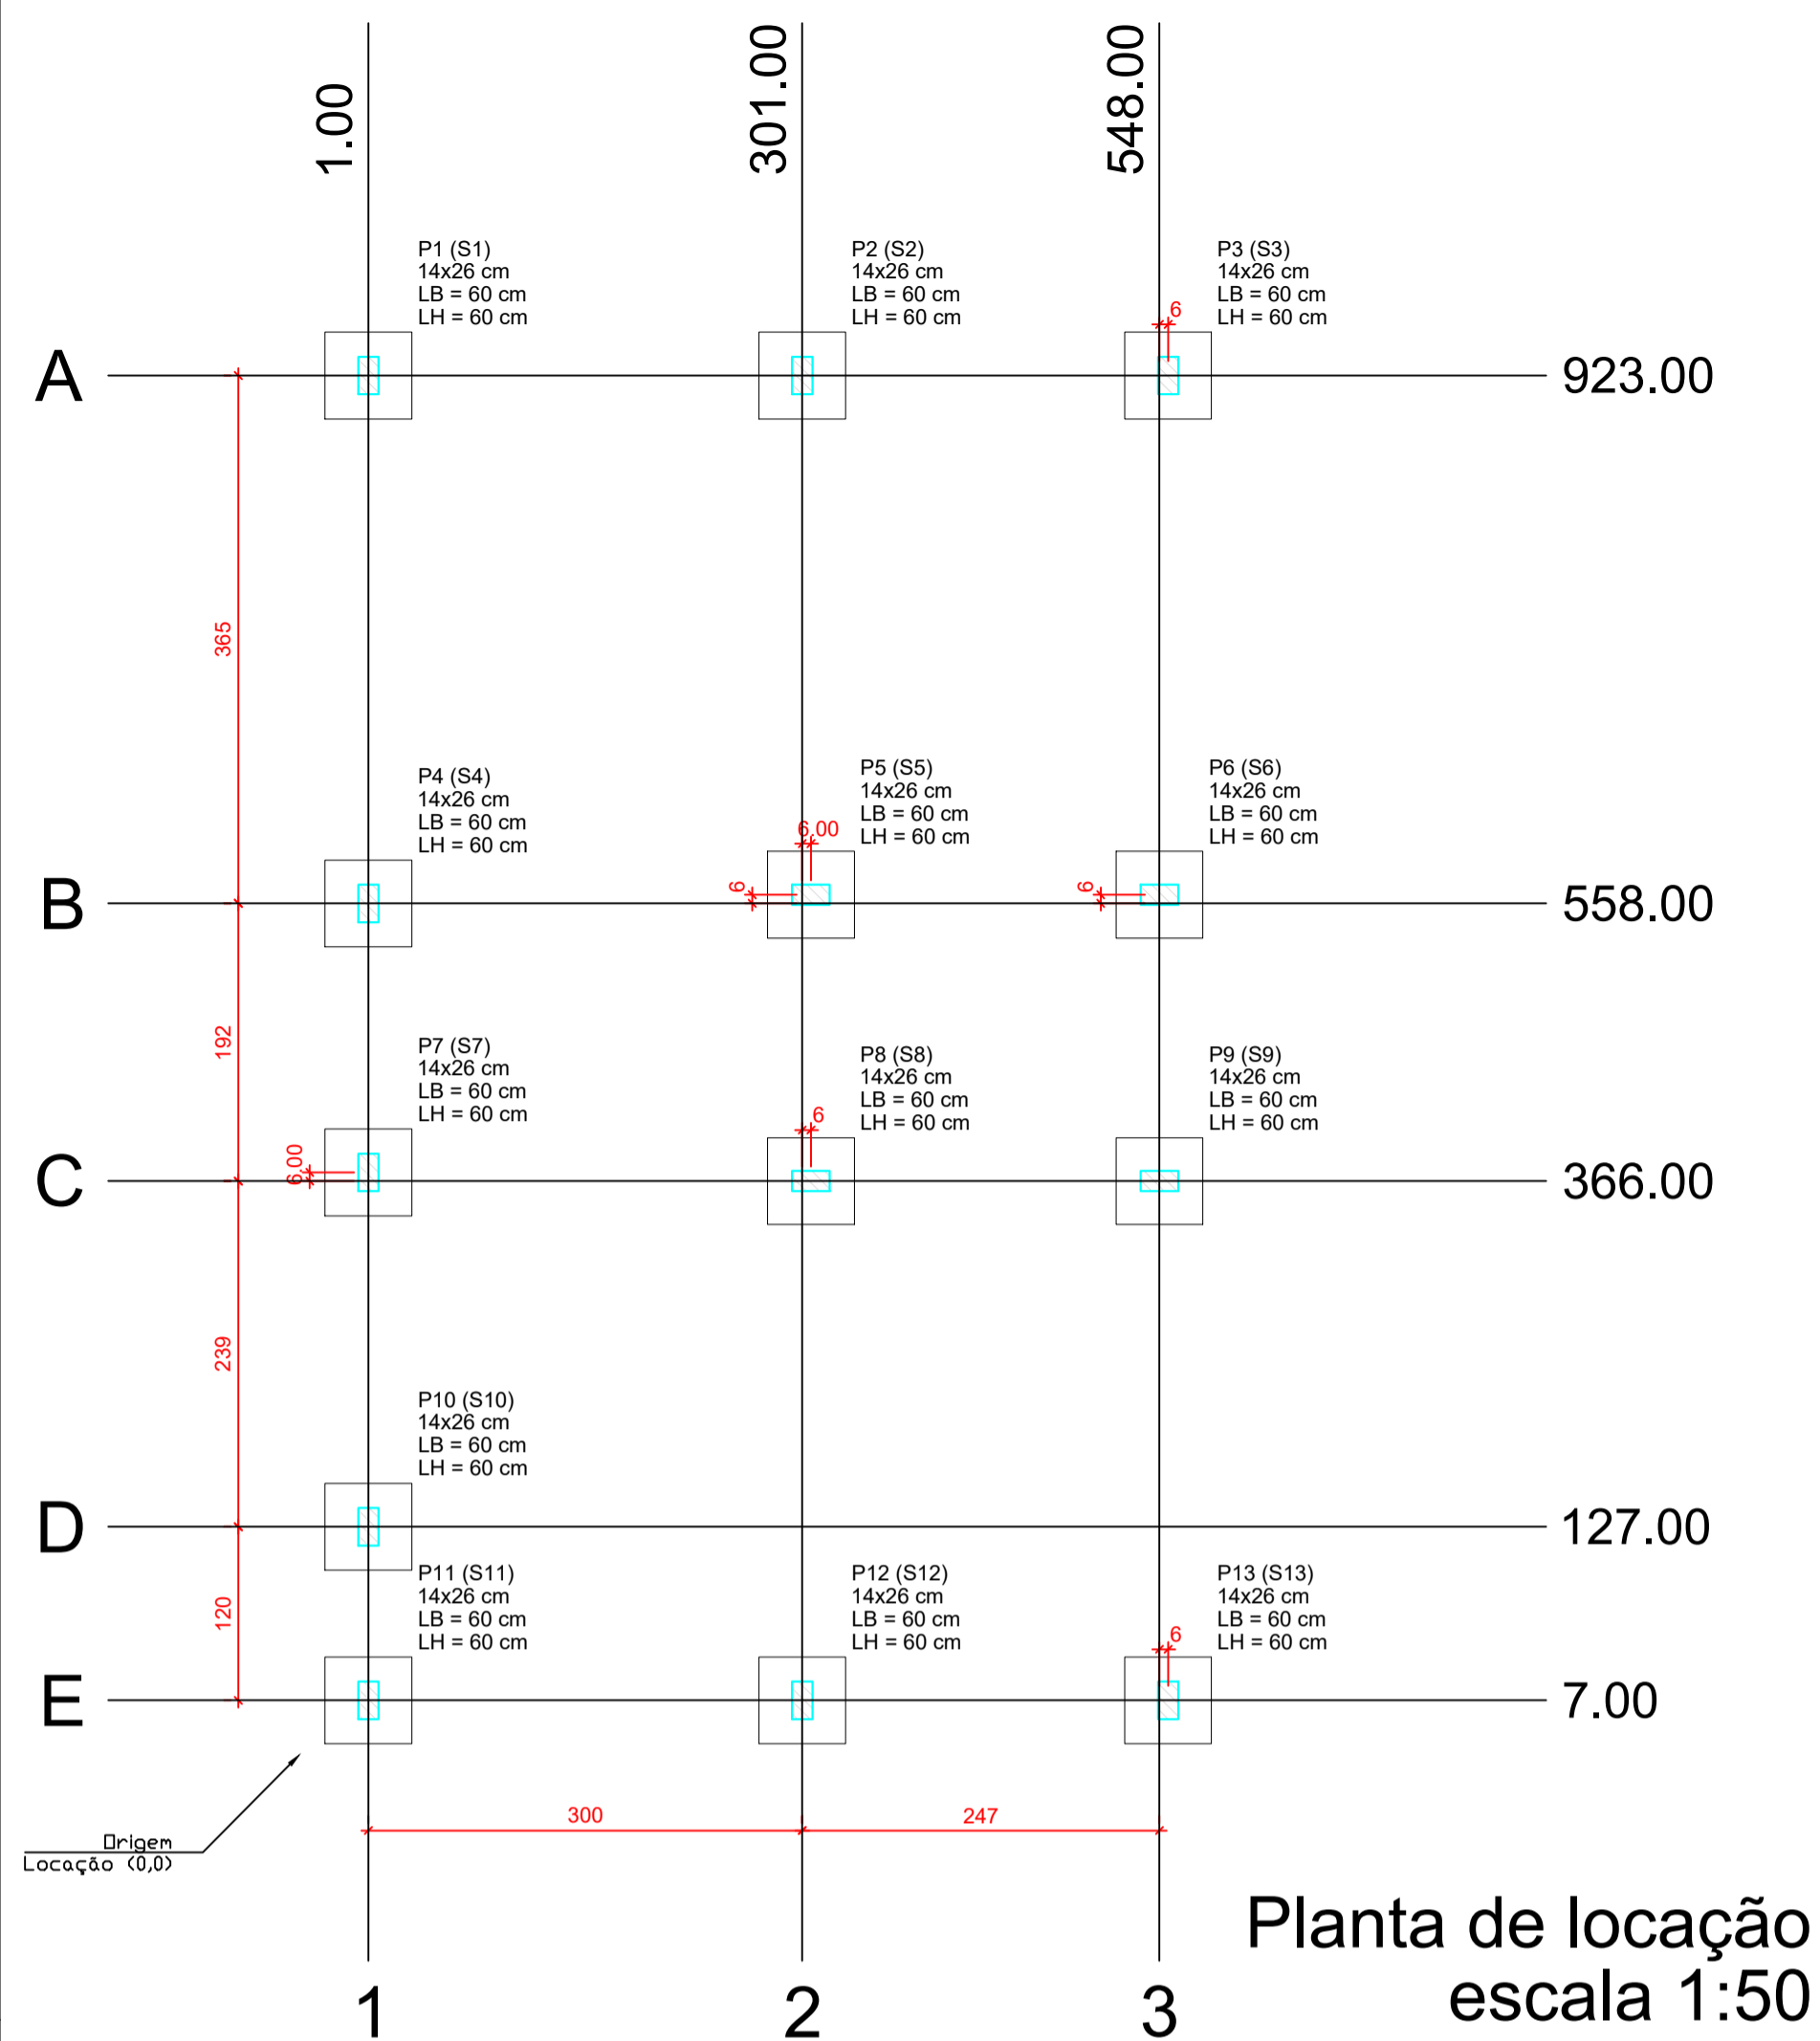 1.00
301.00
548.00
P1 (S1)
14x26 cm
LB = 60 cm
LH = 60 cm
P2 (S2)
14x26 cm
LB = 60 cm
LH = 60 cm
P3 (S3)
14x26 cm
LB = 60 cm
LH = 60 cm
6
A
923.00
365
P4 (S4)
14x26 cm
LB = 60 cm
LH = 60 cm
P5 (S5)
14x26 cm
LB = 60 cm
LH = 60 cm
6.00
6
P6 (S6)
14x26 cm
LB = 60 cm
LH = 60 cm
6
B
558.00
192
P7 (S7)
14x26 cm
LB = 60 cm
LH = 60 cm
6.00
P8 (S8)
14x26 cm
LB = 60 cm
LH = 60 cm
6
P9 (S9)
14x26 cm
LB = 60 cm
LH = 60 cm
C
366.00
239
P10 (S10)
14x26 cm
LB = 60 cm
LH = 60 cm
D
127.00
120
P11 (S11)
14x26 cm
LB = 60 cm
LH = 60 cm
P12 (S12)
14x26 cm
LB = 60 cm
LH = 60 cm
P13 (S13)
14x26 cm
LB = 60 cm
LH = 60 cm
6
E
7.00
300
247
Origem
Locação (0,0)
Planta de locação
escala 1:50
1
2
3